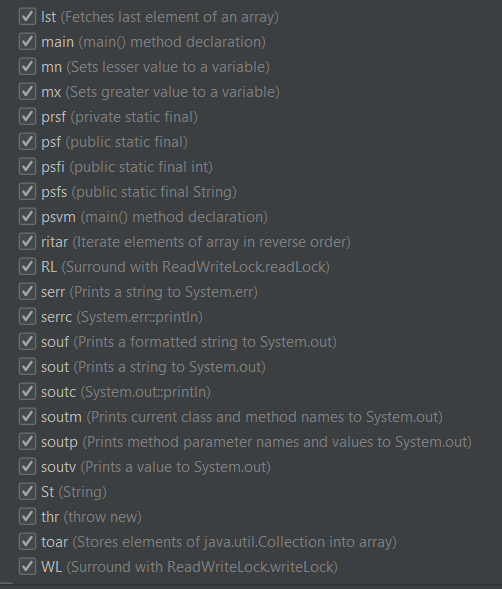 lst (Fetches last element of an array)
main (main() method declaration)
mn (Sets lesser value to a variable)
mx (Sets greater value to a variable)
prsf (private static final)
psf (public static final)
psfi (public static final int)
psfs (public static final String)
psvm (main() method declaration)
ritar (Iterate elements of array in reverse order)
RL (Surround with ReadWriteLock.readLock)
serr (Prints a string to System.err)
serrc (System.err::println)
souf (Prints a formatted string to System.out)
sout (Prints a string to System.out)
soutc (System.out::println)
soutm (Prints current class and method names to System.out)
soutp (Prints method parameter names and values to System.out)
soutv (Prints a value to System.out)
St (String)
thr (throw new)
toar (Stores elements of java.util.Collection into array)
WL (Surround with ReadWriteLock.writeLock)